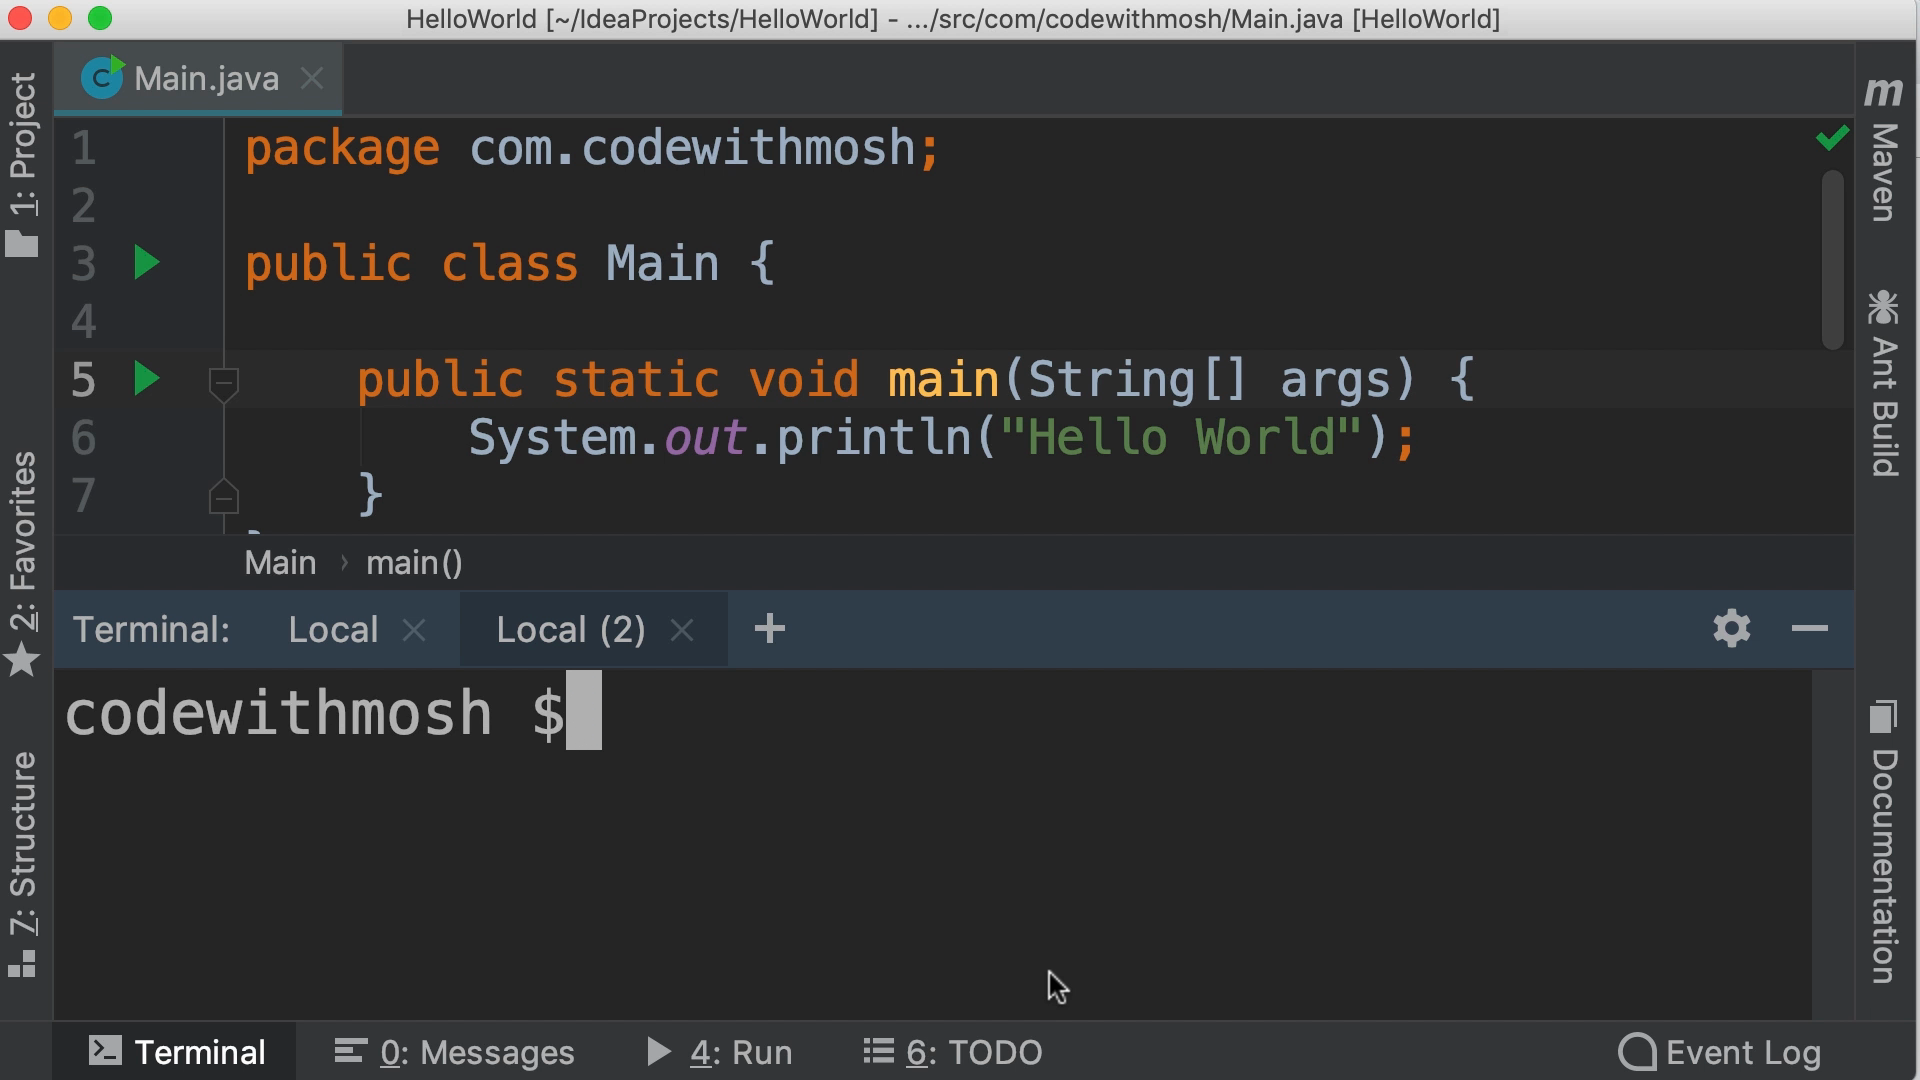 HelloWorld [~/IdeaProjects/HelloWorld] - .../src/com/codewithmosh/Main.java [HelloWorld]
Main.java
1 package com.codewithmosh;
2
3 public class Main {
4
5 public static void main(String[] args) {
6 System.out.println("Hello World");
7 }
Main › main()
Terminal: Local Local (2) +
codewithmosh $
Terminal 0: Messages 4: Run 6: TODO Event Log
1: Project
2: Favorites
7: Structure
m Maven
Ant Build
Documentation